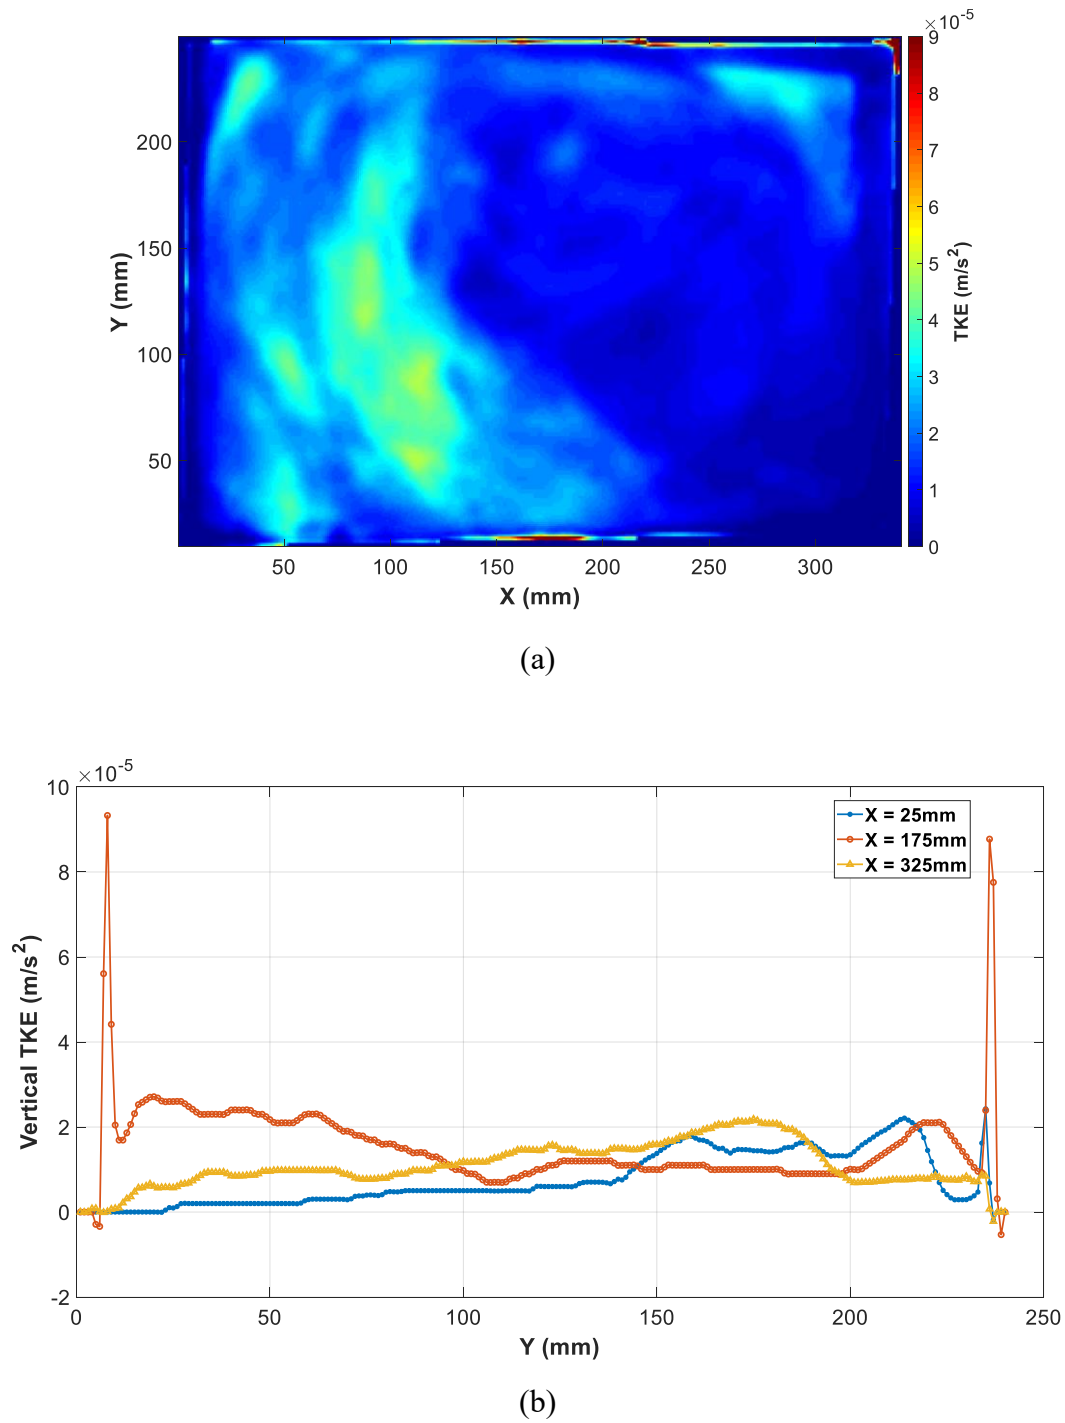 ×10-5
9
8
7
6
5
4
3
2
1
0
TKE (m/s2)
200
150
100
50
Y (mm)
50 100 150 200 250 300
X (mm)
(a)
×10-5
10
8
6
4
2
0
-2
Vertical TKE (m/s2)
X = 25mm
X = 175mm
X = 325mm
0 50 100 150 200 250
Y (mm)
(b)